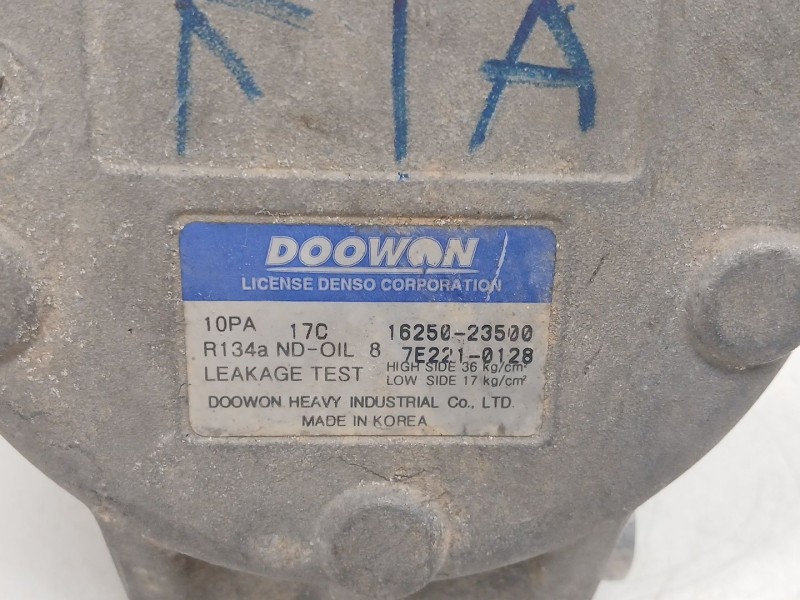 KIA
DOOWON
LICENSE DENSO CORPORATION
10PA 17C 16250-23500
R134a ND-OIL 8 7E221-0128
LEAKAGE TEST HIGH SIDE 36 kg/cm²
LOW SIDE 17 kg/cm²
DOOWON HEAVY INDUSTRIAL Co., LTD.
MADE IN KOREA